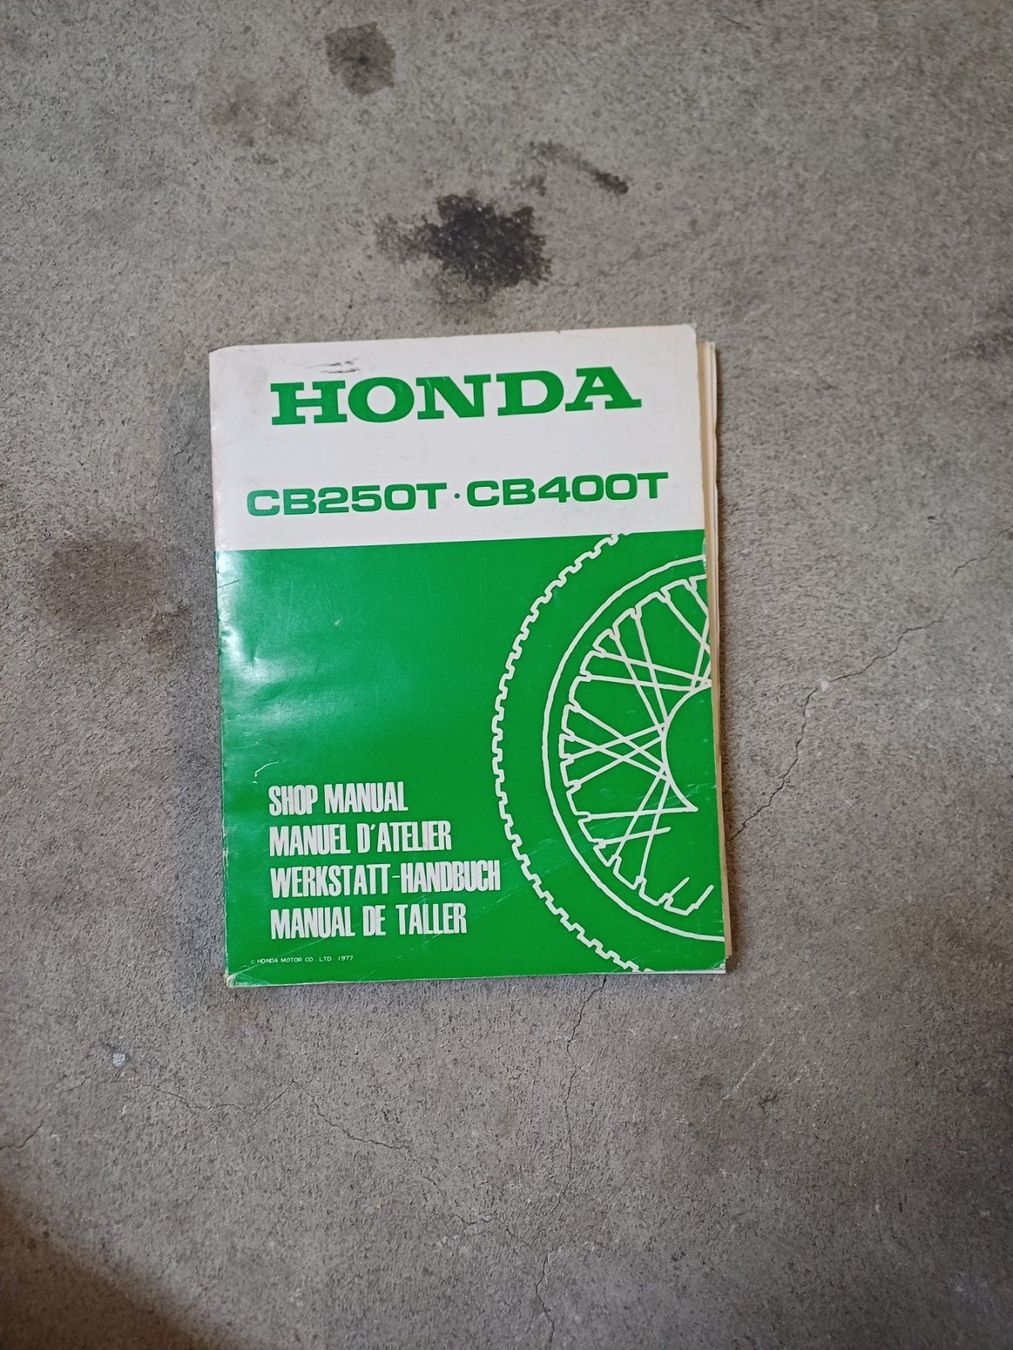 HONDA
CB250T·CB400T
SHOP MANUAL
MANUEL D'ATELIER
WERKSTATT-HANDBUCH
MANUAL DE TALLER
© HONDA MOTOR CO. LTD. 1977